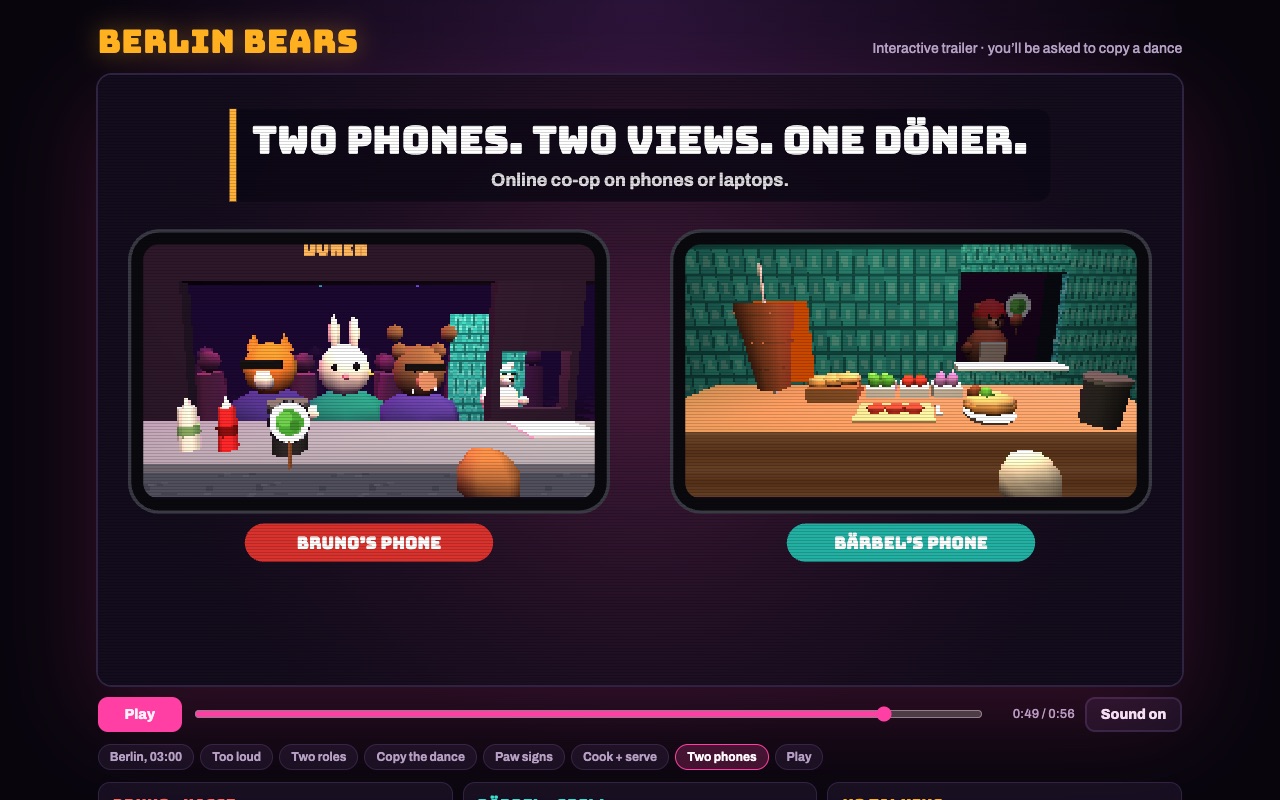 BERLIN BEARS
Interactive trailer · you'll be asked to copy a dance
TWO PHONES. TWO VIEWS. ONE DÖNER.
Online co-op on phones or laptops.
BRUNO'S PHONE
BÄRBEL'S PHONE
Play
0:49 / 0:56
Sound on
Berlin, 03:00
Too loud
Two roles
Copy the dance
Paw signs
Cook + serve
Two phones
Play